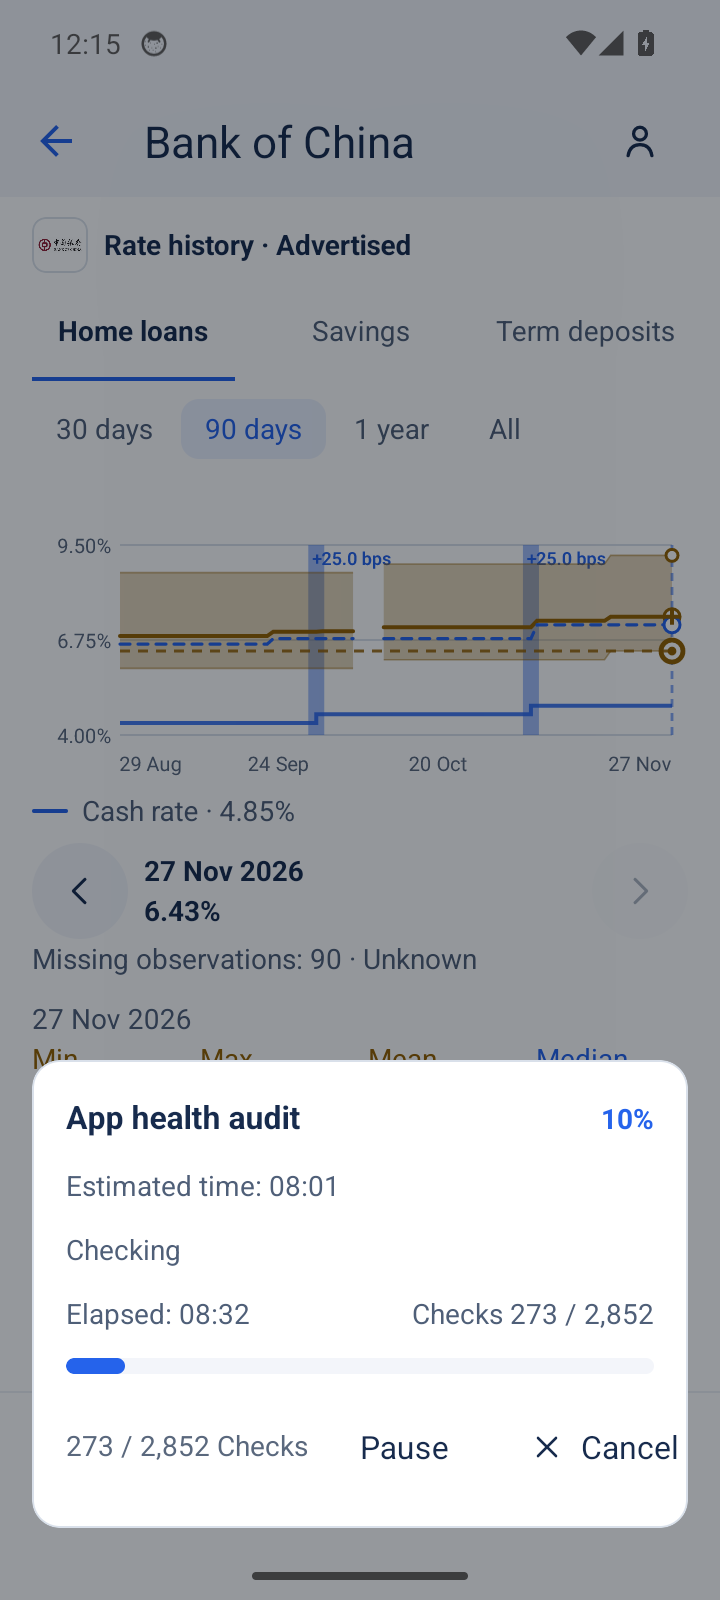 12:15
Bank of China
Rate history · Advertised
Home loans
Savings
Term deposits
30 days
90 days
1 year
All
9.50%
+25.0 bps
+25.0 bps
6.75%
4.00%
29 Aug
24 Sep
20 Oct
27 Nov
Cash rate · 4.85%
27 Nov 2026
6.43%
Missing observations: 90 · Unknown
27 Nov 2026
Min
Max
Mean
Median
App health audit
10%
Estimated time: 08:01
Checking
Elapsed: 08:32
Checks 273 / 2,852
273 / 2,852 Checks
Pause
Cancel